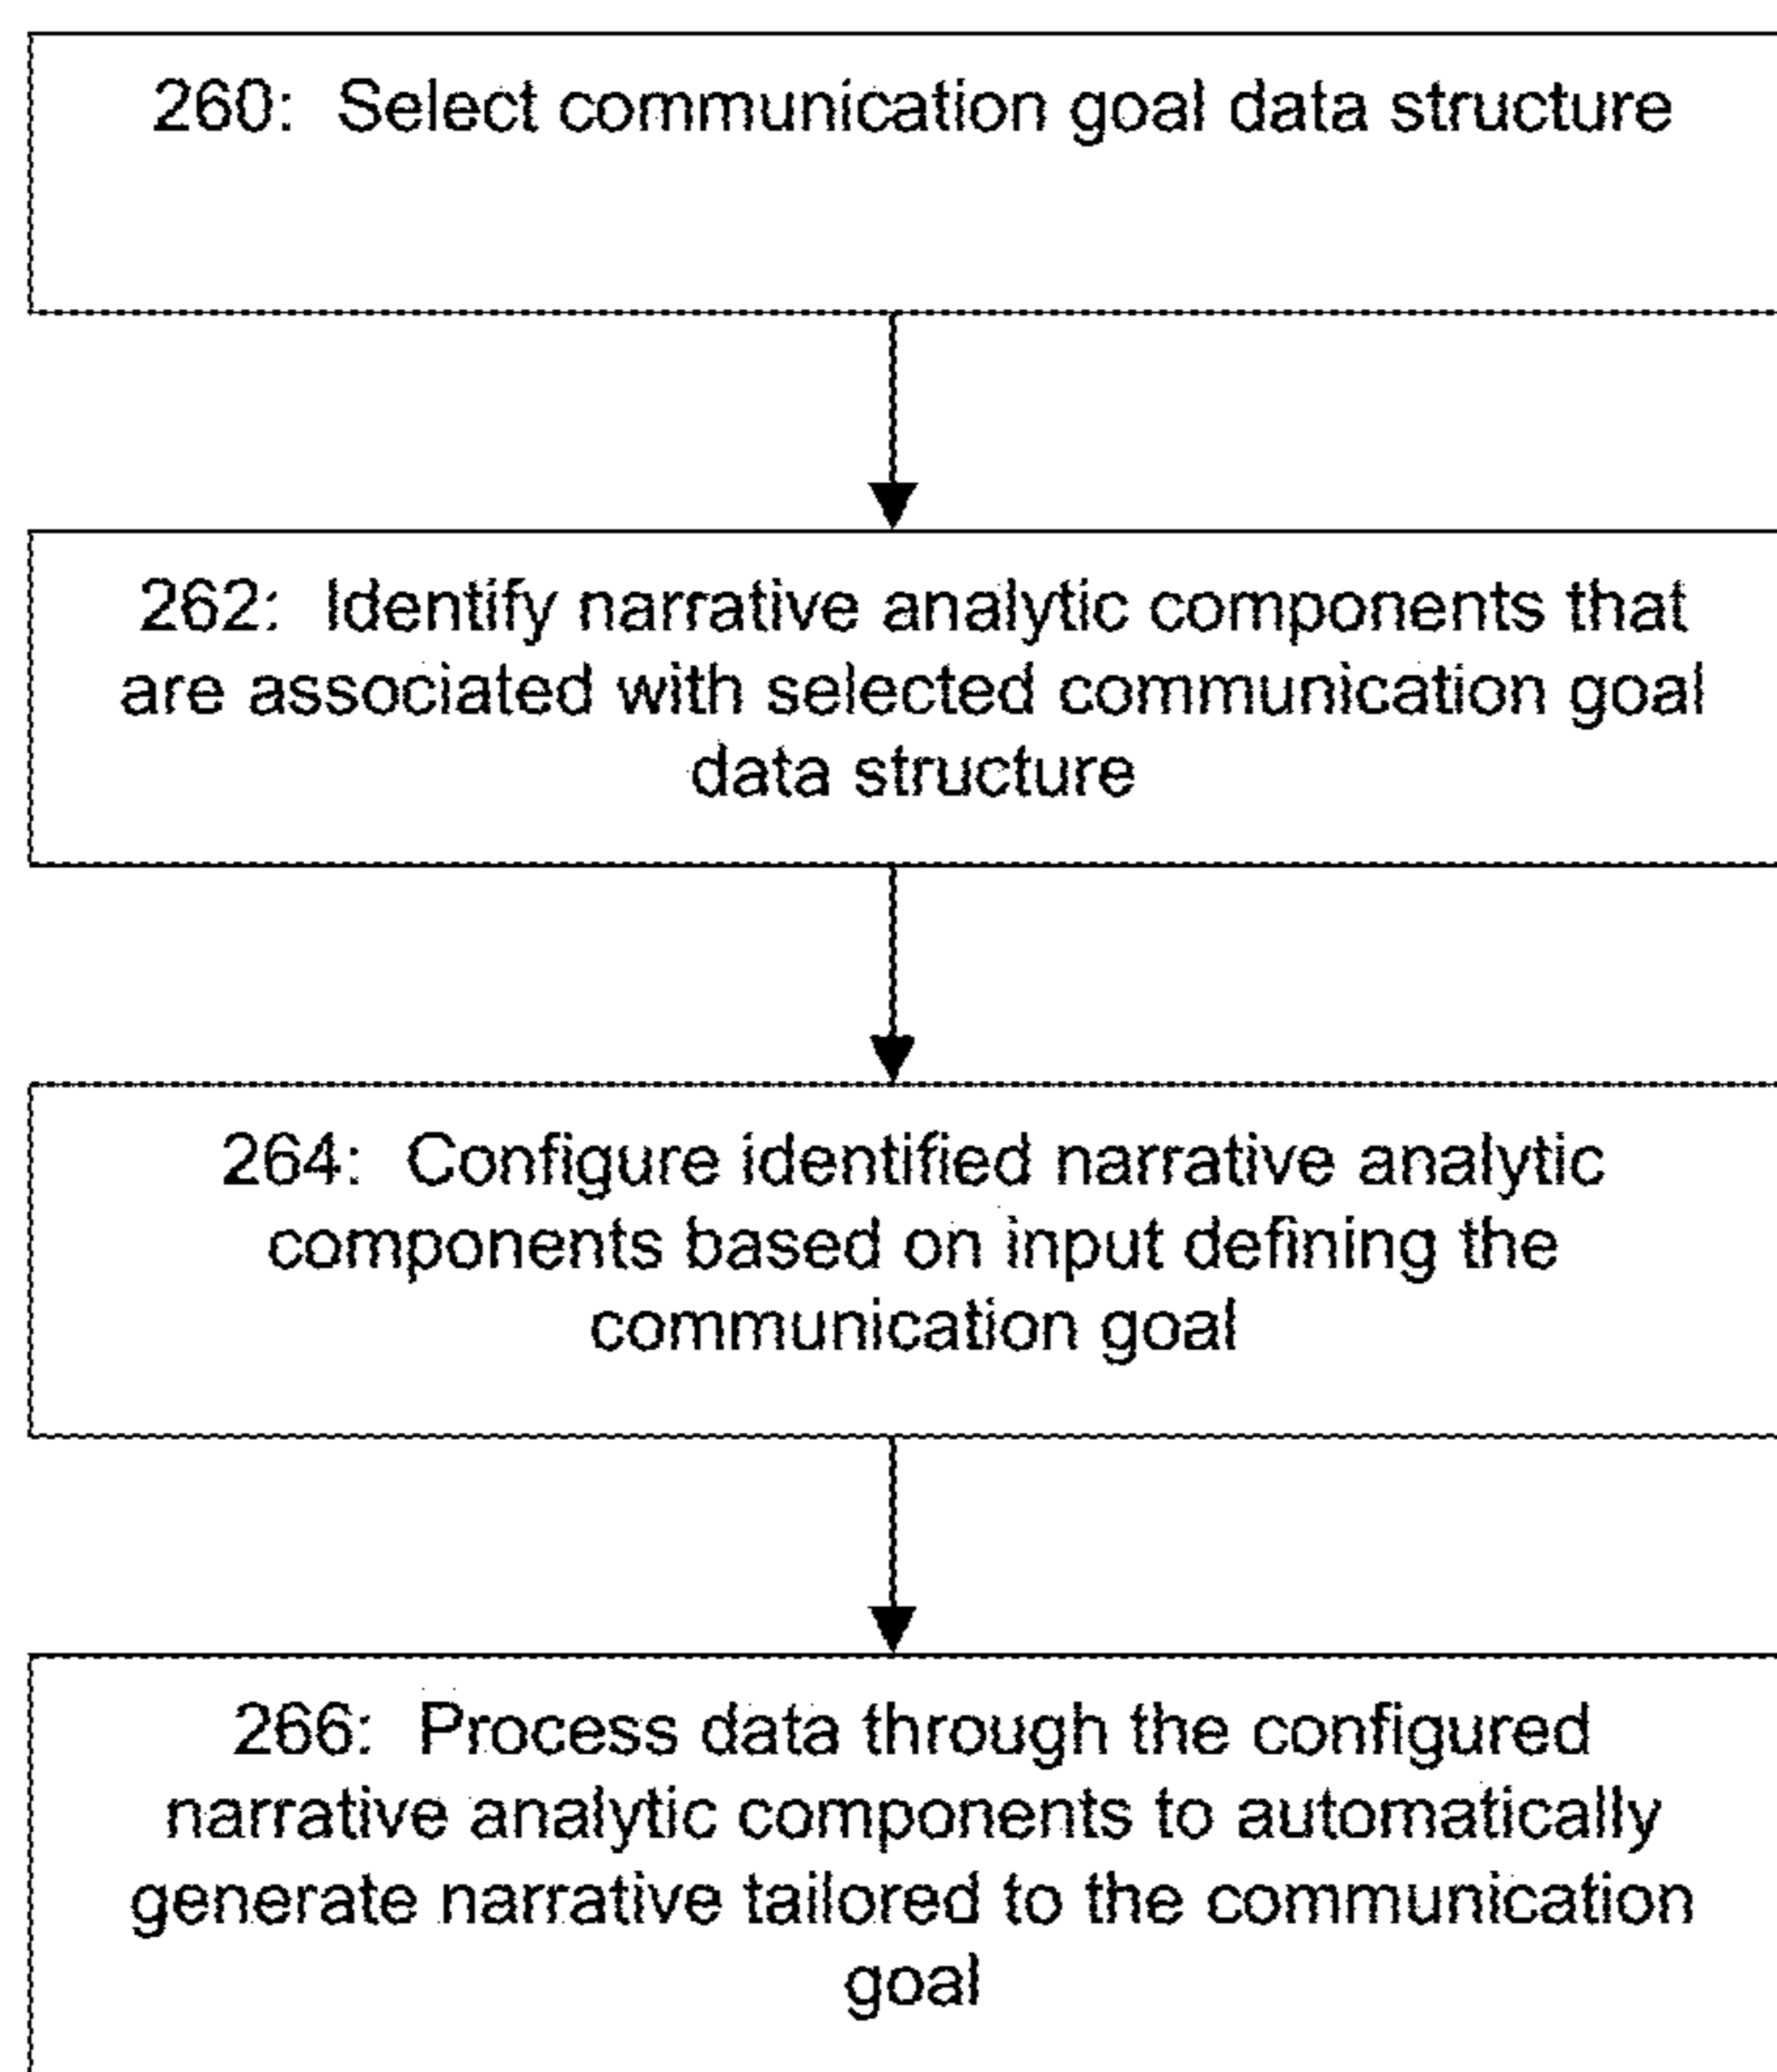 260: Select communication goal data structure
262: Identify narrative analytic components that
are associated with selected communication goal
data structure
264: Configure identified narrative analytic
components based on input defining the
communication goal
266: Process data through the configured
narrative analytic components to automatically
generate narrative tailored to the communication
goal